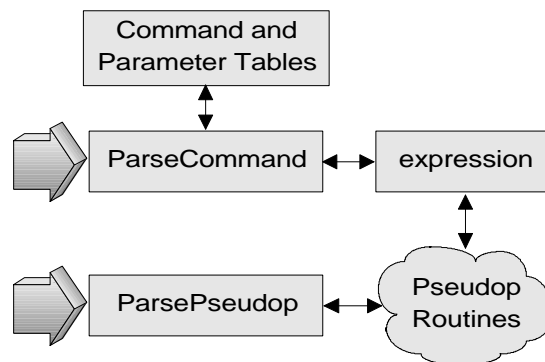 Command and
Parameter Tables
ParseCommand
expression
ParsePseudop
Pseudop
Routines